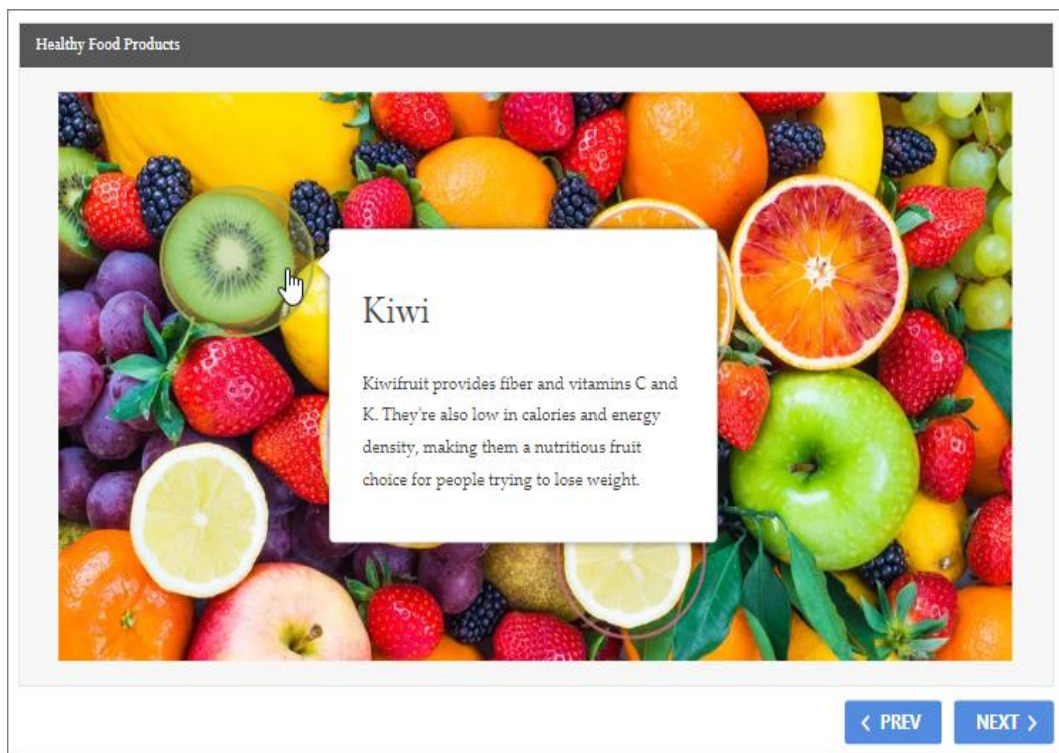 Healthy Food Products
Kiwi
Kiwifruit provides fiber and vitamins C and
K. They're also low in calories and energy
density, making them a nutritious fruit
choice for people trying to lose weight.
PREV
NEXT